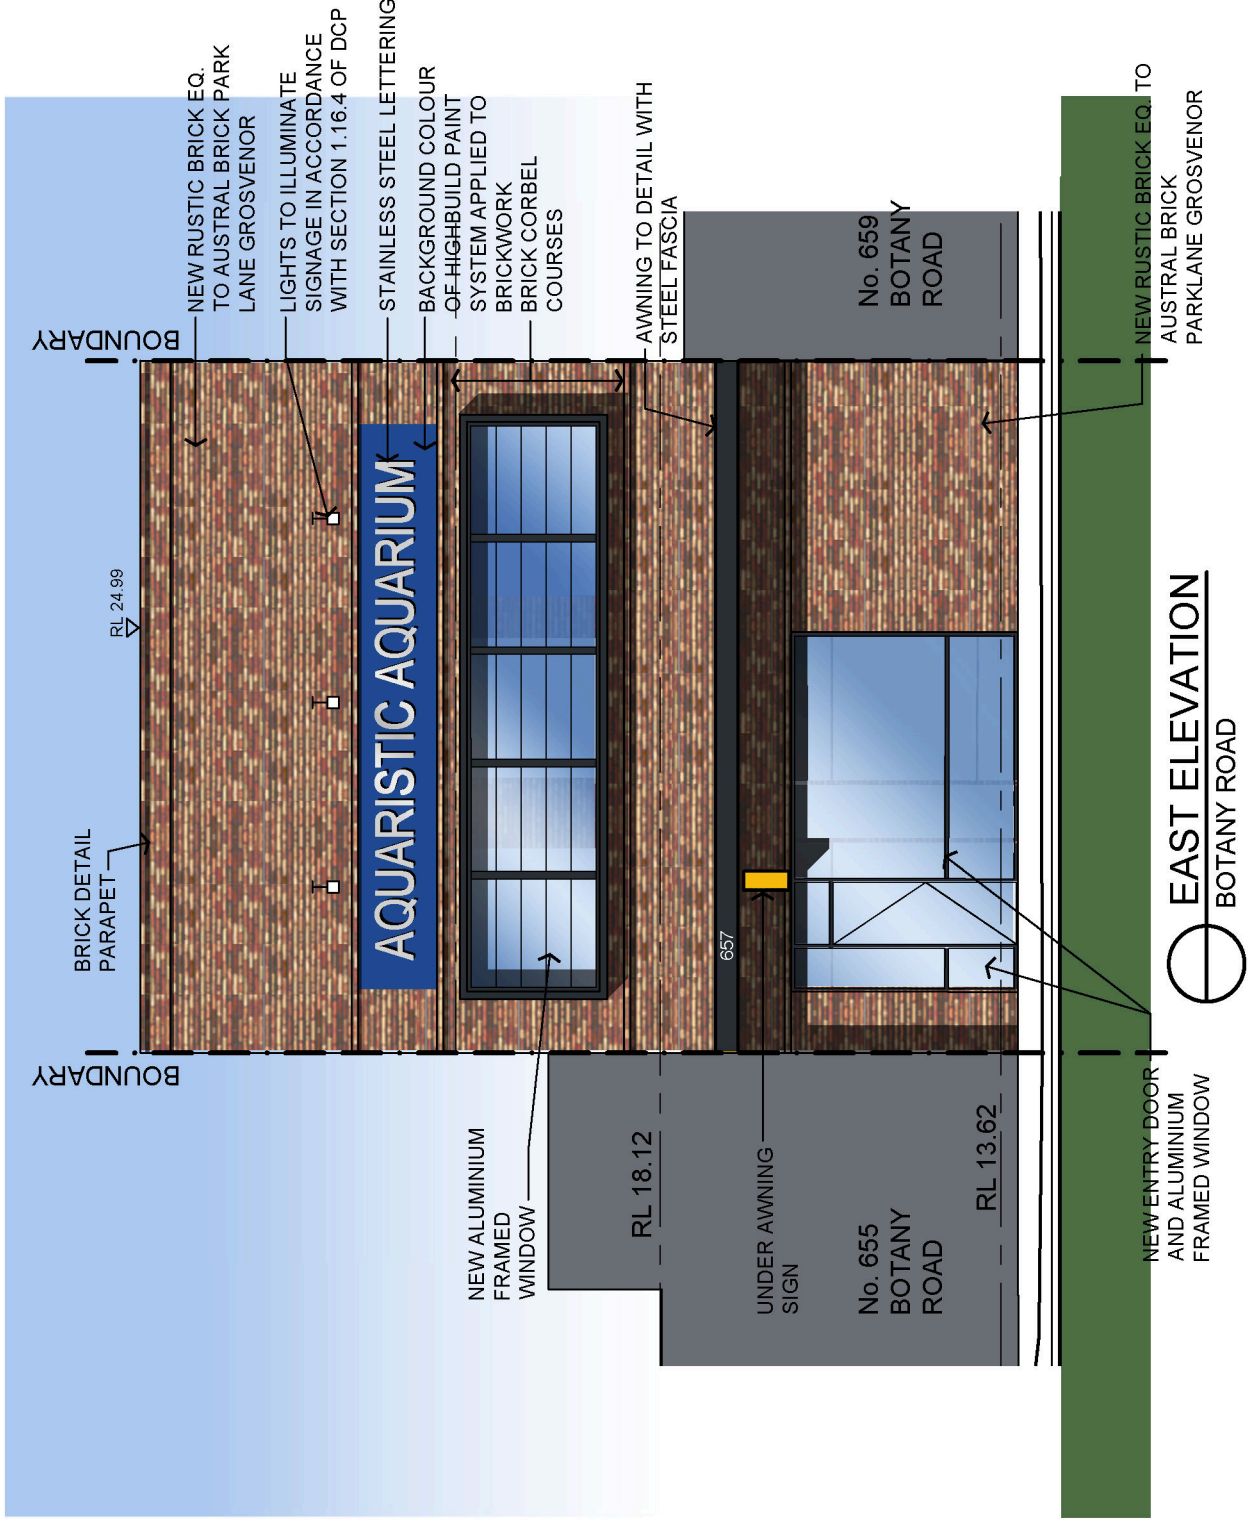 BOUNDARY
BRICK DETAIL
PARAPET
RL 24.99
BOUNDARY
NEW RUSTIC BRICK EQ.
TO AUSTRAL BRICK PARK
LANE GROSVENOR
LIGHTS TO ILLUMINATE
SIGNAGE IN ACCORDANCE
WITH SECTION 1.16.4 OF DCP
STAINLESS STEEL LETTERING
BACKGROUND COLOUR
OF HIGHBUILD PAINT
SYSTEM APPLIED TO
BRICKWORK
BRICK CORBEL
COURSES
AWNING TO DETAIL WITH
STEEL FASCIA
AQUARISTIC AQUARIUM
NEW ALUMINIUM
FRAMED
WINDOW
RL 18.12
657
UNDER AWNING
SIGN
No. 655
BOTANY
ROAD
No. 659
BOTANY
ROAD
RL 13.62
NEW ENTRY DOOR
AND ALUMINIUM
FRAMED WINDOW
NEW RUSTIC BRICK EQ. TO
AUSTRAL BRICK
PARKLANE GROSVENOR
EAST ELEVATION
BOTANY ROAD